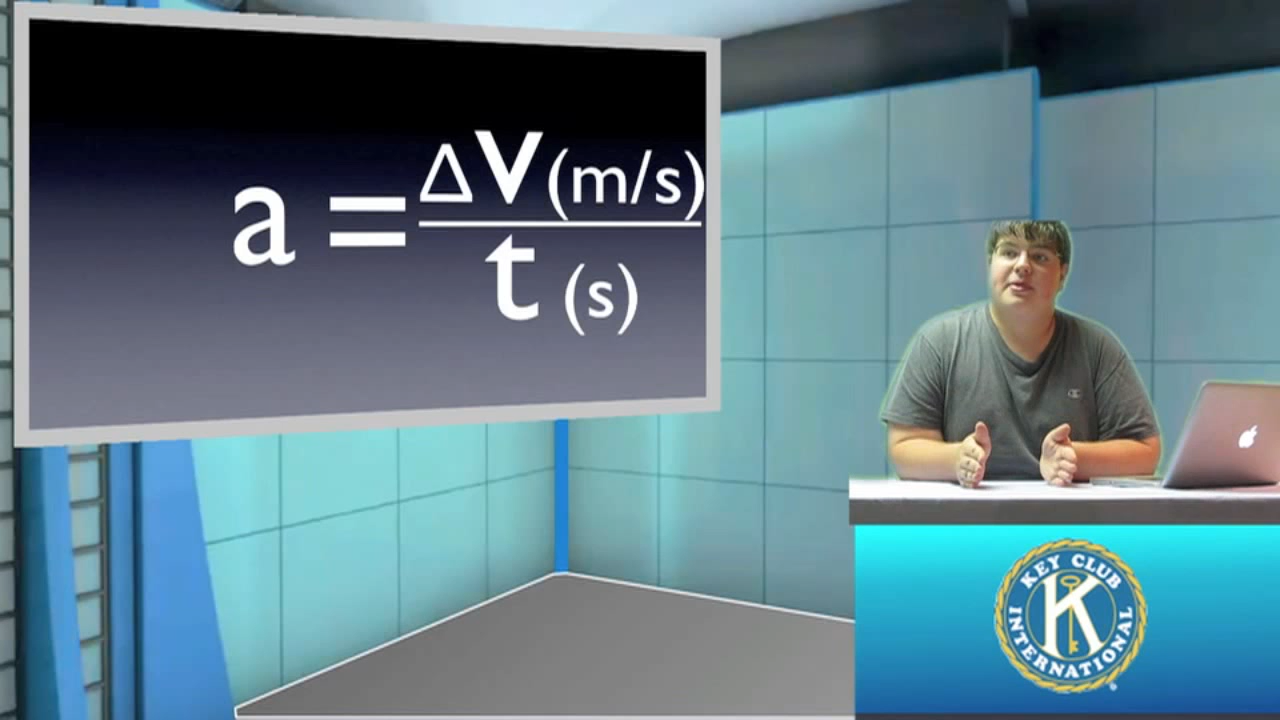 a = ΔV (m/s)
t (s)
KEY CLUB
K
INTERNATIONAL